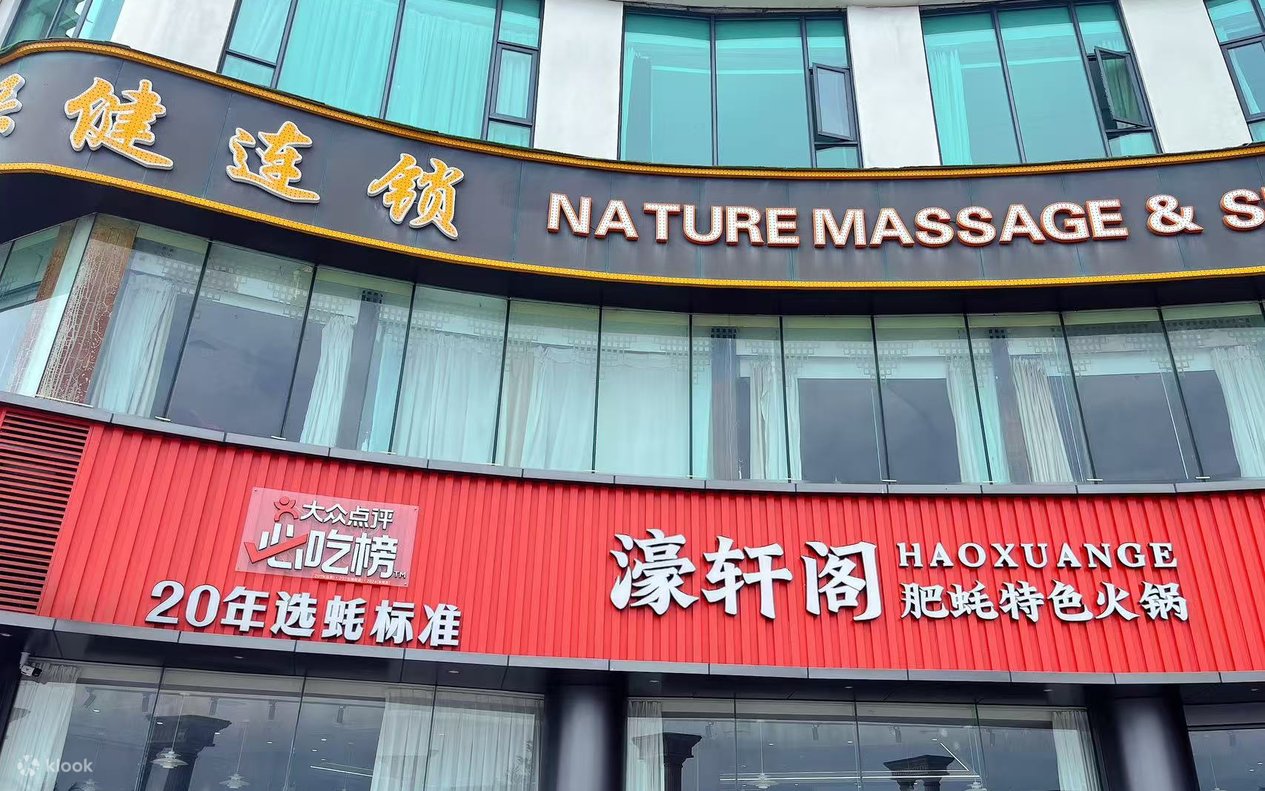 健连锁
NATURE MASSAGE &
大众点评
必吃榜
20年选蚝标准
濠轩阁
HAOXUANGE
肥蚝特色火锅
klook